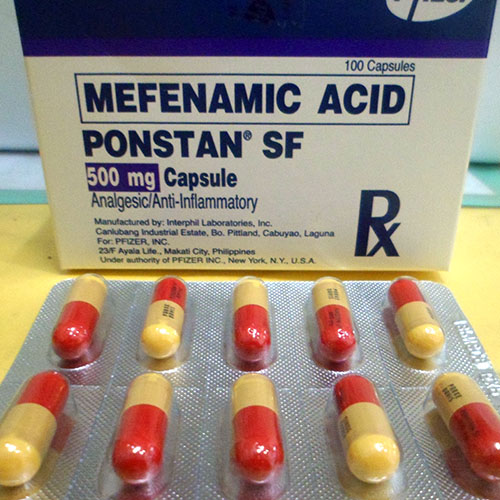 100 Capsules
MEFENAMIC ACID
PONSTAN® SF
500 mg Capsule
Analgesic/Anti-Inflammatory
Manufactured by: Interphil Laboratories, Inc.
Canlubang Industrial Estate, Bo. Pittland, Cabuyao, Laguna
For: PFIZER, INC.
23/F Ayala Life., Makati City, Philippines
Under authority of PFIZER INC., New York, N.Y., U.S.A.
Rx